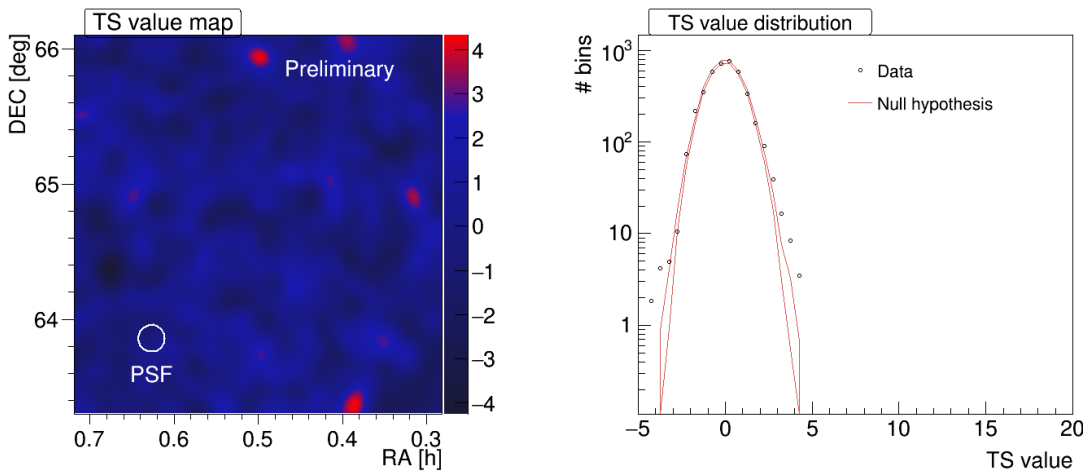 TS value map
DEC [deg]
66
65
64
Preliminary
PSF
0.7 0.6 0.5 0.4 0.3
RA [h]
4
3
2
1
0
−1
−2
−3
−4
TS value distribution
# bins
10³
10²
10
1
Data
Null hypothesis
−5 0 5 10 15 20
TS value